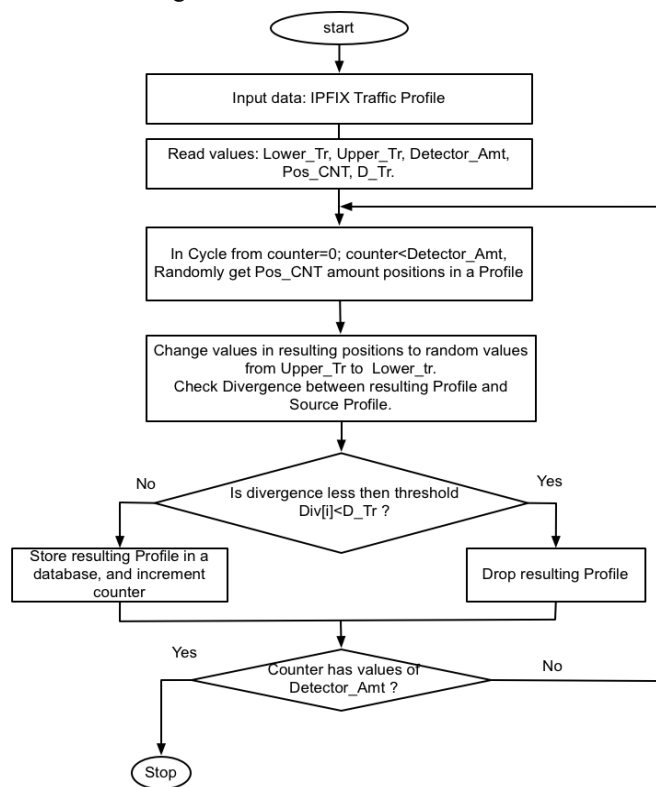 start
Input data: IPFIX Traffic Profile
Read values: Lower_Tr, Upper_Tr, Detector_Amt,
Pos_CNT, D_Tr.
In Cycle from counter=0; counter<Detector_Amt,
Randomly get Pos_CNT amount positions in a Profile
Change values in resulting positions to random values
from Upper_Tr to Lower_tr.
Check Divergence between resulting Profile and
Source Profile.
No
Yes
Is divergence less then threshold
Div[i]<D_Tr ?
Store resulting Profile in a
database, and increment
counter
Drop resulting Profile
Yes
No
Counter has values of
Detector_Amt ?
Stop